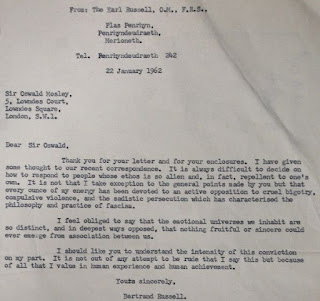 From: The Earl Russell, O.M., F.R.S.,
Plas Penrhyn,
Penrhyndeudraeth,
Merioneth.
Tel. Penrhyndeudraeth 242
22 January 1962
Sir Oswald Mosley,
5, Lowndes Court,
Lowndes Square,
London, S.W.1.
Dear Sir Oswald,
Thank you for your letter and for your enclosures. I have given
some thought to our recent correspondence. It is always difficult to decide on
how to respond to people whose ethos is so alien and, in fact, repellent to one's
own. It is not that I take exception to the general points made by you but that
every ounce of my energy has been devoted to an active opposition to cruel bigotry,
compulsive violence, and the sadistic persecution which has characterised the
philosophy and practice of fascism.
I feel obliged to say that the emotional universes we inhabit are
so distinct, and in deepest ways opposed, that nothing fruitful or sincere could
ever emerge from association between us.
I should like you to understand the intensity of this conviction
on my part. It is not out of any attempt to be rude that I say this but because
of all that I value in human experience and human achievement.
Yours sincerely,
Bertrand Russell.